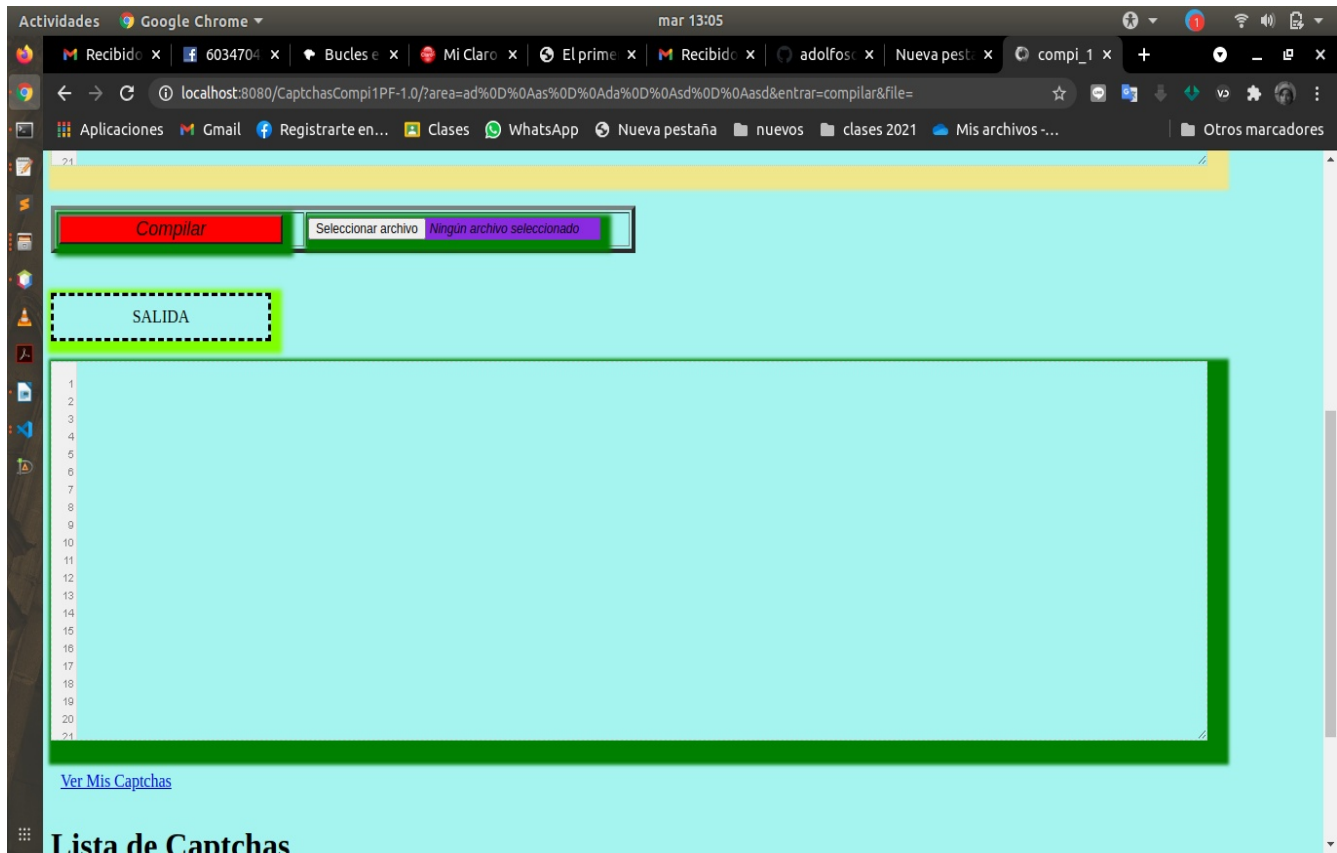 Actividades Google Chrome mar 13:05 1
Recibido 6034704 Bucles e Mi Claro El prime Recibido adolfoso Nueva pesta compi_1
localhost:8080/CaptchasCompi1PF-1.0/?area=ad%0D%0Aas%0D%0Ada%0D%0Asd%0D%0Aasd&entrar=compilar&file=
Aplicaciones Gmail Registrarte en... Clases WhatsApp Nueva pestaña nuevos clases 2021 Mis archivos -... Otros marcadores
21
Compilar Seleccionar archivo Ningún archivo seleccionado
SALIDA
1
2
3
4
5
6
7
8
9
10
11
12
13
14
15
16
17
18
19
20
21
Ver Mis Captchas
Lista de Captchas